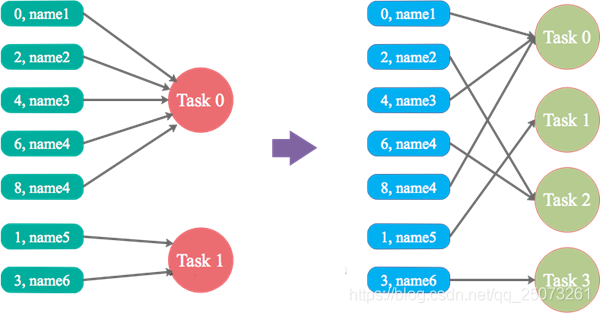 0, name1
2, name2
4, name3
6, name4
8, name4
1, name5
3, name6
Task 0
Task 1
0, name1
2, name2
4, name3
6, name4
8, name4
1, name5
3, name6
Task 0
Task 1
Task 2
Task 3
https://blog.csdn.net/qq_25073261